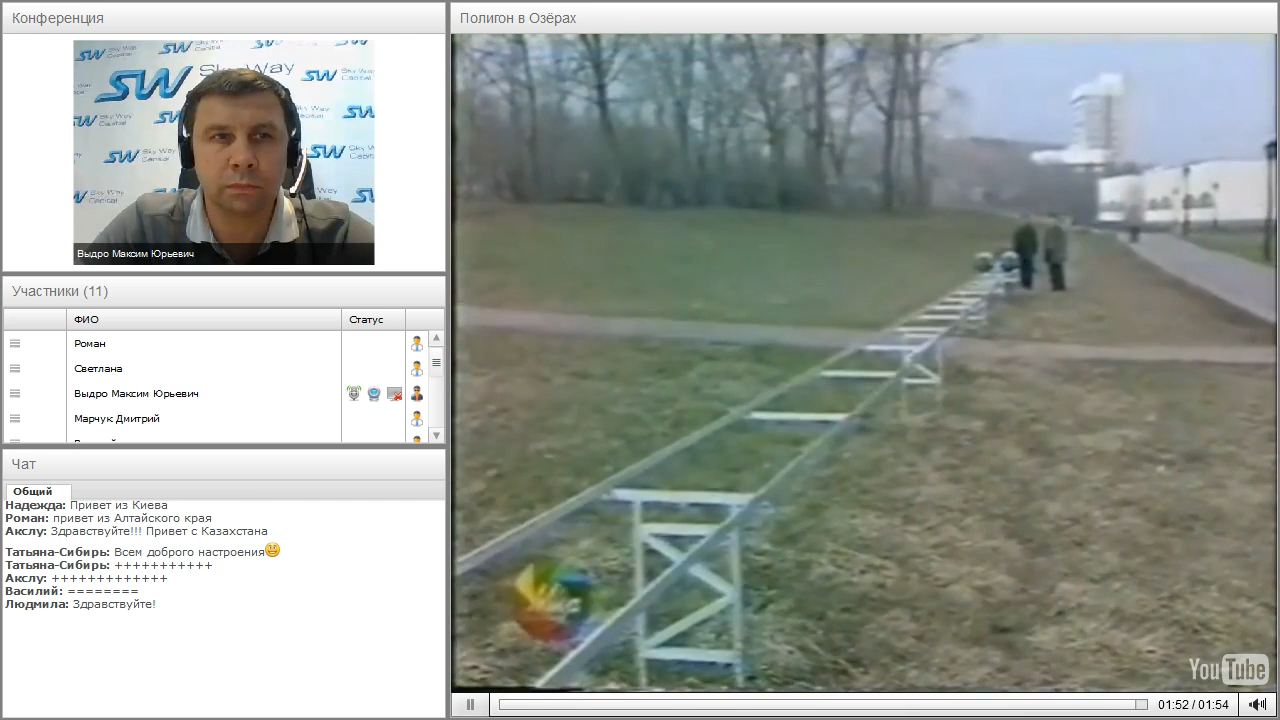 Конференция
SW SkyWay Capital
Выдро Максим Юрьевич
Участники (11)
ФИО
Статус
Роман
Светлана
Выдро Максим Юрьевич
Марчук Дмитрий
Чат
Общий
Надежда: Привет из Киева
Роман: привет из Алтайского края
Акслу: Здравствуйте!!! Привет с Казахстана
Татьяна-Сибирь: Всем доброго настроения
Татьяна-Сибирь: +++++++++++
Акслу: +++++++++++++
Василий: ========
Людмила: Здравствуйте!
Полигон в Озёрах
YouTube
01:52 / 01:54